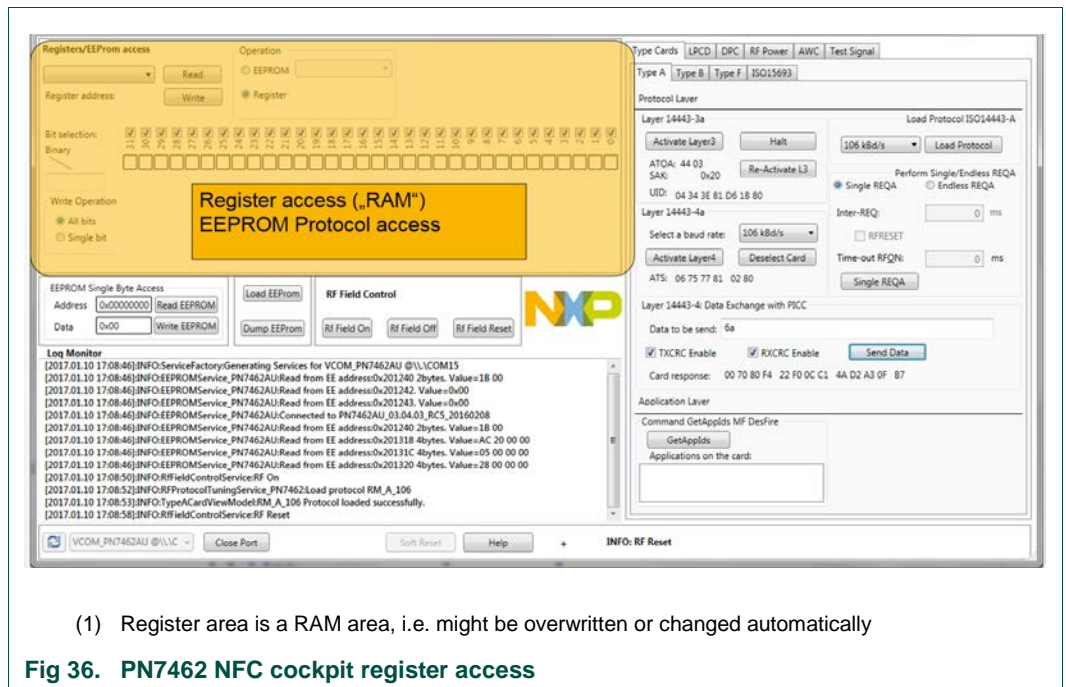 Registers/EEProm access
Operation
Read
EEPROM
Register address:
Write
Register
Bit selection:
31 30 29 28 27 26 25 24 23 22 21 20 19 18 17 16 15 14 13 12 11 10 9 8 7 6 5 4 3 2 1 0
Binary
Register access („RAM“)
EEPROM Protocol access
Write Operation
All bits
Single bit
EEPROM Single Byte Access
Address 0x00000000 Read EEPROM
Data 0x00 Write EEPROM
Load EEProm
Dump EEProm
RF Field Control
RF Field On RF Field Off RF Field Reset
NXP
Log Monitor
[2017.01.10 17:08:46]:INFO:ServiceFactory:Generating Services for VCOM_PN7462AU @\\.\COM15
[2017.01.10 17:08:46]:INFO:EEPROMService_PN7462AU:Read from EE address:0x201240 2bytes. Value=1B 00
[2017.01.10 17:08:46]:INFO:EEPROMService_PN7462AU:Read from EE address:0x201242. Value=0x00
[2017.01.10 17:08:46]:INFO:EEPROMService_PN7462AU:Read from EE address:0x201243. Value=0x00
[2017.01.10 17:08:46]:INFO:EEPROMService_PN7462AU:Connected to PN7462AU_03.04.03_RC5_20160208
[2017.01.10 17:08:46]:INFO:EEPROMService_PN7462AU:Read from EE address:0x201240 2bytes. Value=1B 00
[2017.01.10 17:08:46]:INFO:EEPROMService_PN7462AU:Read from EE address:0x201318 4bytes. Value=AC 20 00 00
[2017.01.10 17:08:46]:INFO:EEPROMService_PN7462AU:Read from EE address:0x20131C 4bytes. Value=05 00 00 00
[2017.01.10 17:08:46]:INFO:EEPROMService_PN7462AU:Read from EE address:0x201320 4bytes. Value=28 00 00 00
[2017.01.10 17:08:50]:INFO:RfFieldControlService:RF On
[2017.01.10 17:08:52]:INFO:RFProtocolTuningService_PN7462:Load protocol RM_A_106
[2017.01.10 17:08:53]:INFO:TypeACardViewModel:RM_A_106 Protocol loaded successfully.
[2017.01.10 17:08:58]:INFO:RfFieldControlService:RF Reset
Type Cards LPCD DPC RF Power AWC Test Signal
Type A Type B Type F ISO15693
Protocol Layer
Layer 14443-3a
Load Protocol ISO14443-A
Activate Layer3 Halt
106 kBd/s Load Protocol
ATQA: 44 03
SAK: 0x20
Re-Activate L3
UID: 04 34 3E 81 D6 1B 80
Perform Single/Endless REQA
Single REQA Endless REQA
Layer 14443-4a
Inter-REQ: 0 ms
Select a baud rate: 106 kBd/s
RFRESET
Activate Layer4 Deselect Card
Time-out RFON: 0 ms
ATS: 06 75 77 81 02 80
Single REQA
Layer 14443-4: Data Exchange with PICC
Data to be send: 6a
TXCRC Enable RXCRC Enable Send Data
Card response: 00 70 80 F4 22 F0 0C C1 4A D2 A3 0F B7
Application Layer
Command GetAppIds MF DesFire
GetAppIds
Applications on the card:
VCOM_PN7462AU @\\.\C Close Port Soft Reset Help + INFO: RF Reset
(1) Register area is a RAM area, i.e. might be overwritten or changed automatically
Fig 36. PN7462 NFC cockpit register access